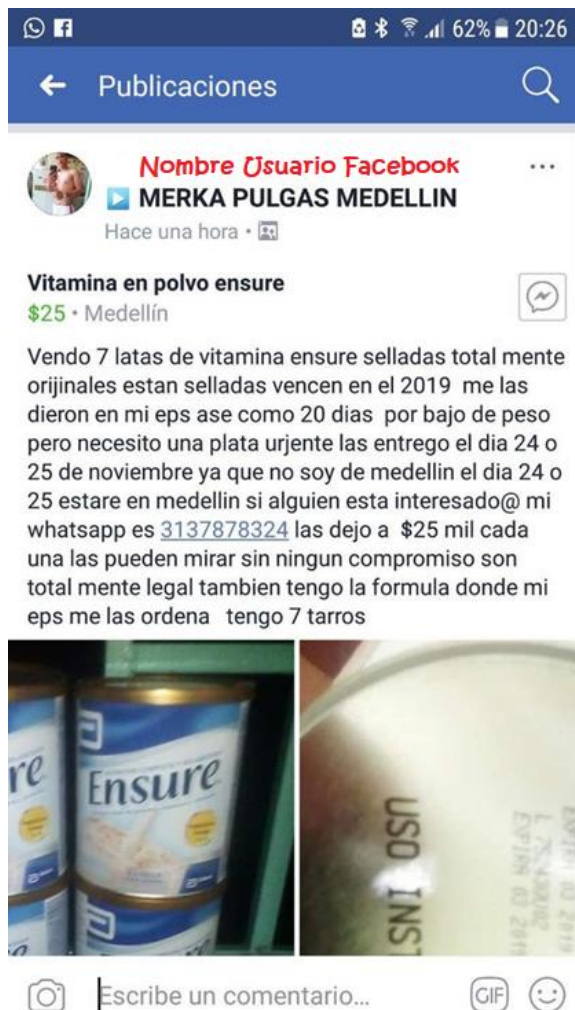 62% 20:26
Publicaciones
Nombre Usuario Facebook
MERKA PULGAS MEDELLIN
Hace una hora
Vitamina en polvo ensure
$25 • Medellín
Vendo 7 latas de vitamina ensure selladas total mente
orijinales estan selladas vencen en el 2019 me las
dieron en mi eps ase como 20 dias por bajo de peso
pero necesito una plata urjente las entrego el dia 24 o
25 de noviembre ya que no soy de medellin el dia 24 o
25 estare en medellin si alguien esta interesado@ mi
whatsapp es 3137878324 las dejo a $25 mil cada
una las pueden mirar sin ningun compromiso son
total mente legal tambien tengo la formula donde mi
eps me las ordena tengo 7 tarros
re
Ensure
USO INST
EXPIRA 03 2019
Escribe un comentario...
GIF